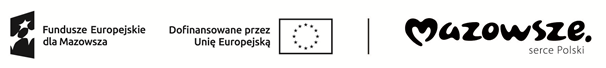 Fundusze Europejskie
dla Mazowsza
Dofinansowane przez
Unię Europejską
Mazowsze.
serce Polski